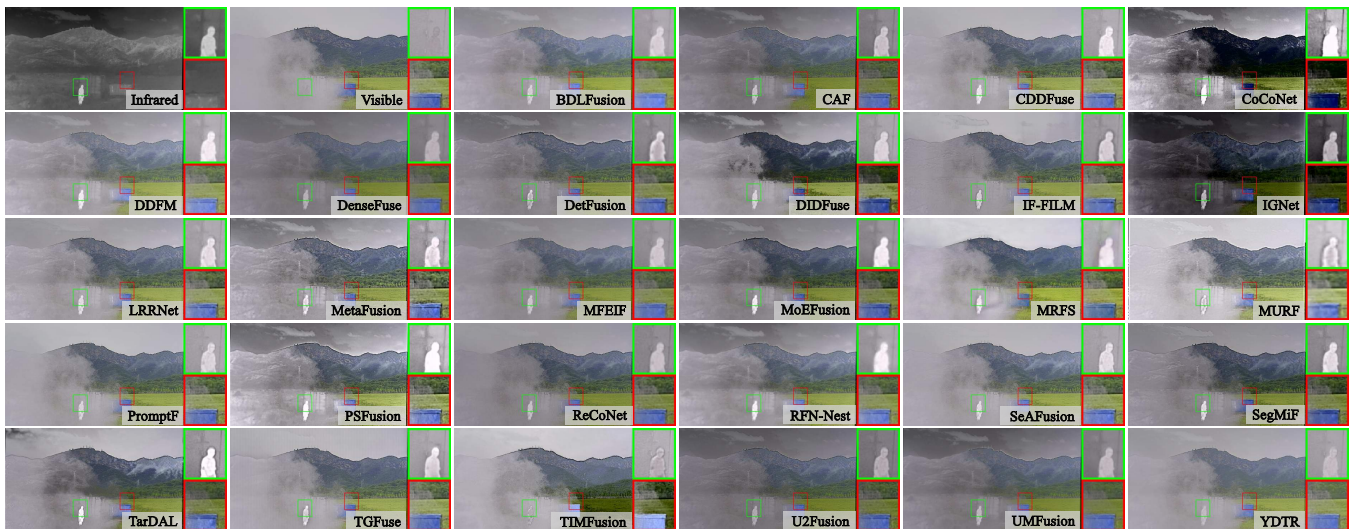 Infrared
Visible
BDLFusion
CAF
CDDFuse
CoCoNet
DDFM
DenseFuse
DetFusion
DIDFuse
IF-FILM
IGNet
LRRNet
MetaFusion
MFEIF
MoEFusion
MRFS
MURF
PromptF
PSFusion
ReCoNet
RFN-Nest
SeAFusion
SegMiF
TarDAL
TGFuse
TIMFusion
U2Fusion
UMFusion
YDTR